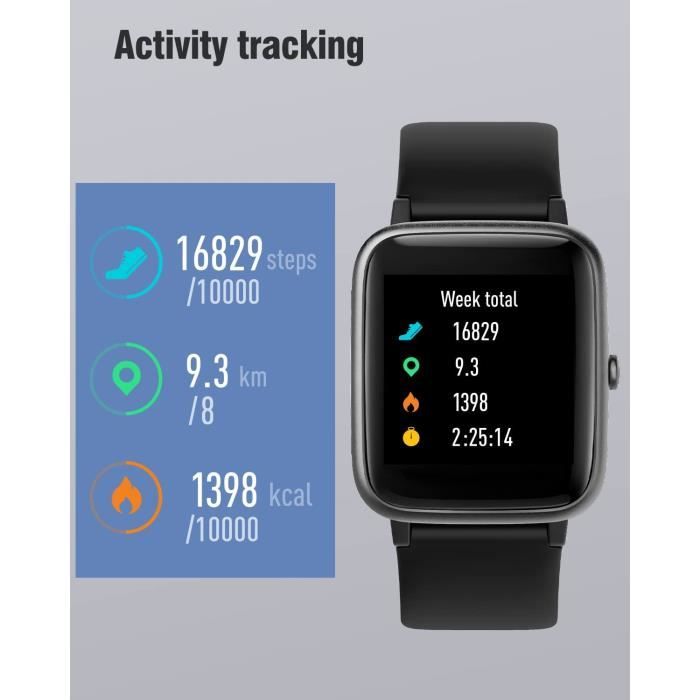 Activity tracking
16829 steps
/10000
9.3 km
/8
1398 kcal
/10000
Week total
16829
9.3
1398
2:25:14